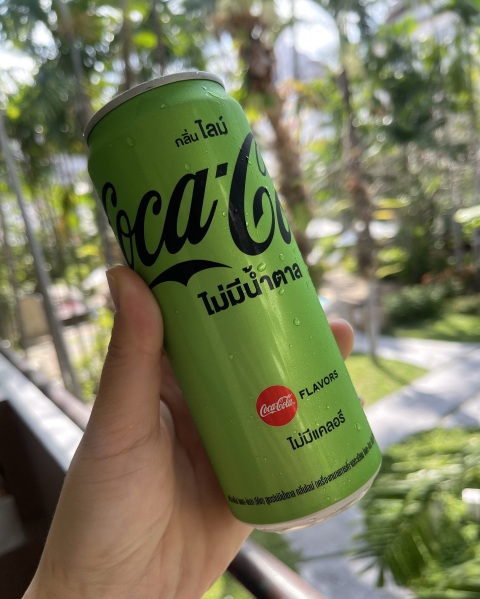 กลิ่น ไลม์
Coca-Co
ไม่มีน้ำตาล
Coca-Cola
FLAVORS
ไม่มีแคลอรี